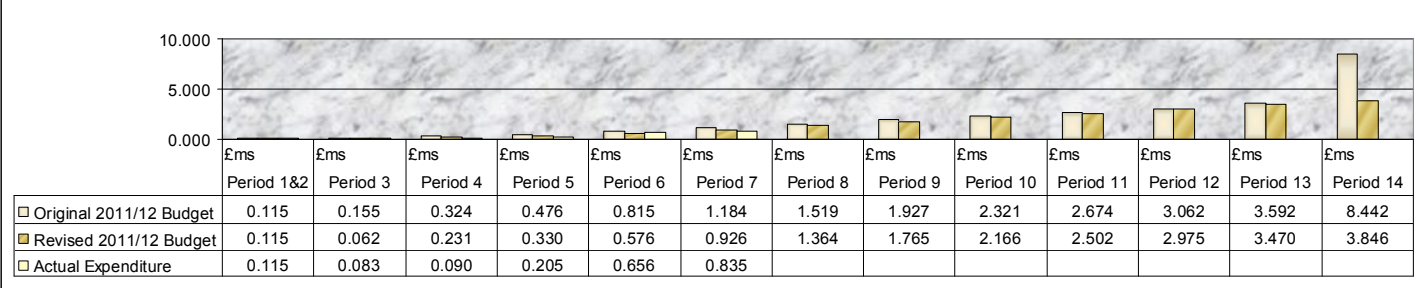 10.000
5.000
0.000
£ms £ms £ms £ms £ms £ms £ms £ms £ms £ms £ms £ms £ms
Period 1&2 Period 3 Period 4 Period 5 Period 6 Period 7 Period 8 Period 9 Period 10 Period 11 Period 12 Period 13 Period 14
Original 2011/12 Budget 0.115 0.155 0.324 0.476 0.815 1.184 1.519 1.927 2.321 2.674 3.062 3.592 8.442
Revised 2011/12 Budget 0.115 0.062 0.231 0.330 0.576 0.926 1.364 1.765 2.166 2.502 2.975 3.470 3.846
Actual Expenditure 0.115 0.083 0.090 0.205 0.656 0.835